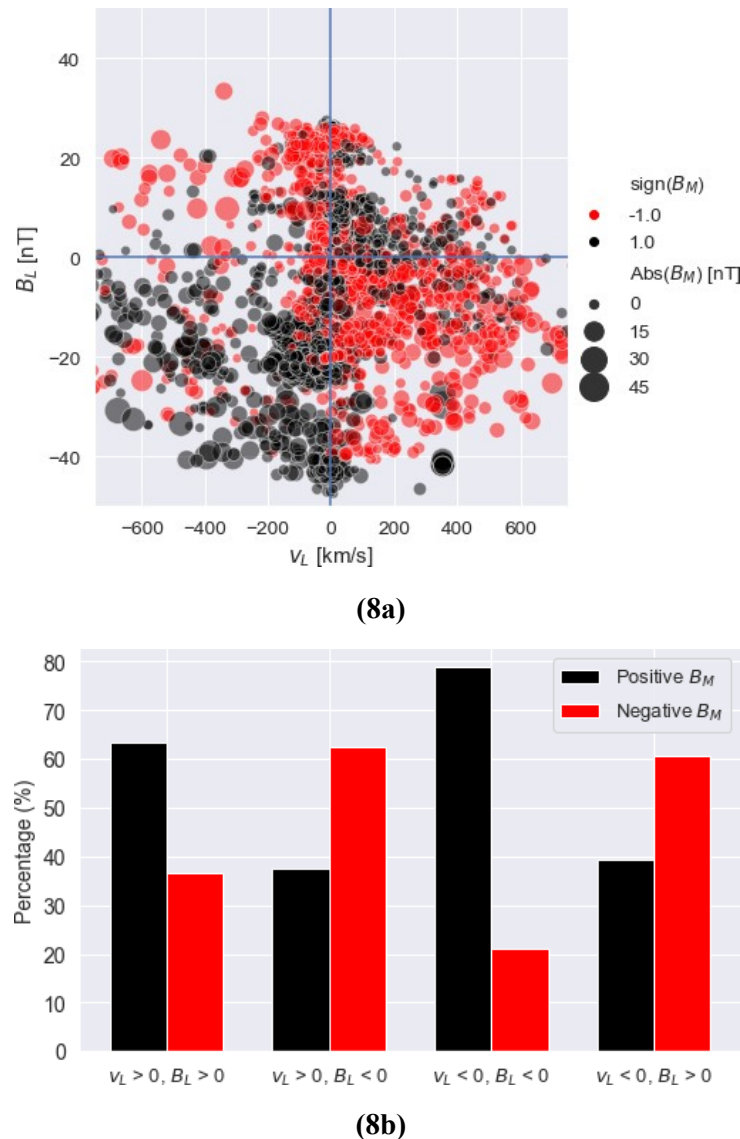 40
20
0
−20
−40
B_L [nT]
−600 −400 −200 0 200 400 600
v_L [km/s]
sign(B_M)
-1.0
1.0
Abs(B_M) [nT]
0
15
30
45
(8a)
80
70
60
50
40
30
20
10
0
Percentage (%)
Positive B_M
Negative B_M
v_L > 0, B_L > 0 v_L > 0, B_L < 0 v_L < 0, B_L < 0 v_L < 0, B_L > 0
(8b)